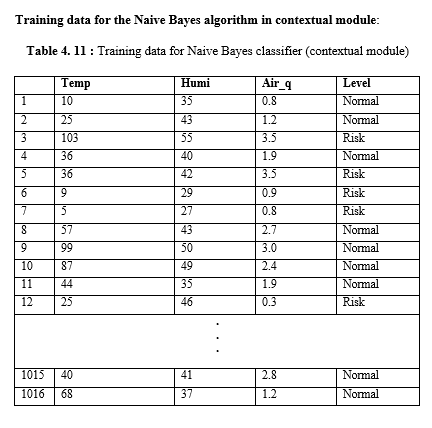 Training data for the Naive Bayes algorithm in contextual module:
Table 4. 11 : Training data for Naive Bayes classifier (contextual module)
Temp Humi Air_q Level
1 10 35 0.8 Normal
2 25 43 1.2 Normal
3 103 55 3.5 Risk
4 36 40 1.9 Normal
5 36 42 3.5 Risk
6 9 29 0.9 Risk
7 5 27 0.8 Risk
8 57 43 2.7 Normal
9 99 50 3.0 Normal
10 87 49 2.4 Normal
11 44 35 1.9 Normal
12 25 46 0.3 Risk
.
.
.
1015 40 41 2.8 Normal
1016 68 37 1.2 Normal